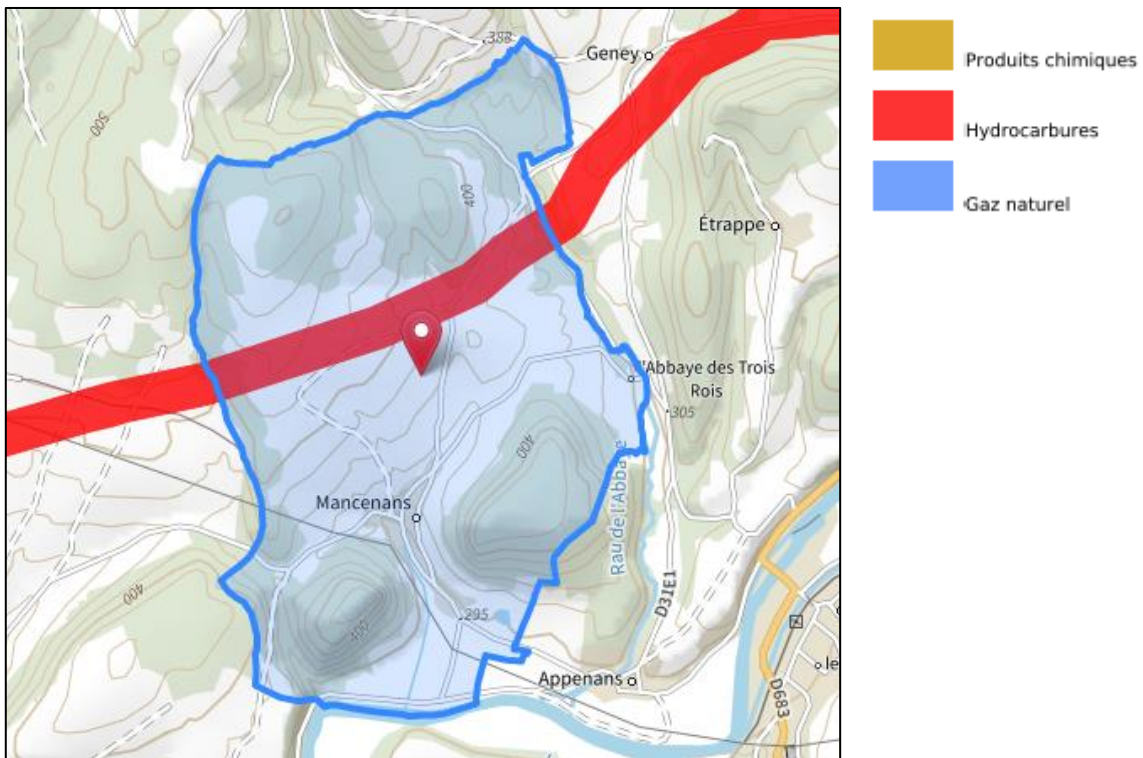 388
Geney
500
400
Étrappe
l'Abbaye des Trois
Rois
305
400
Mancenans
Rau de l'Abbaye
400
D31E1
295
400
Appenans
le
D683
Produits chimiques
Hydrocarbures
Gaz naturel